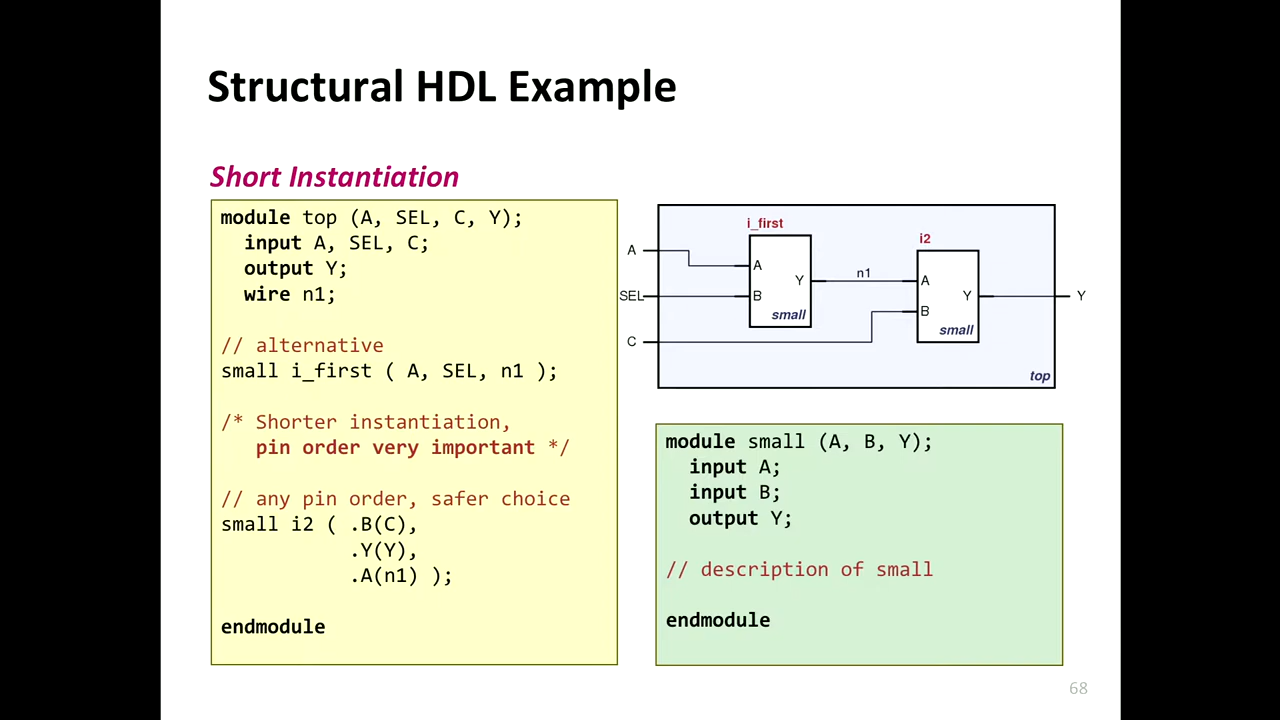 Structural HDL Example
Short Instantiation
module top (A, SEL, C, Y);
input A, SEL, C;
output Y;
wire n1;
// alternative
small i_first ( A, SEL, n1 );
/* Shorter instantiation,
pin order very important */
// any pin order, safer choice
small i2 ( .B(C),
.Y(Y),
.A(n1) );
endmodule
i_first
i2
A
A
Y
n1
A
SEL
B
Y
Y
small
B
C
small
top
module small (A, B, Y);
input A;
input B;
output Y;
// description of small
endmodule
68